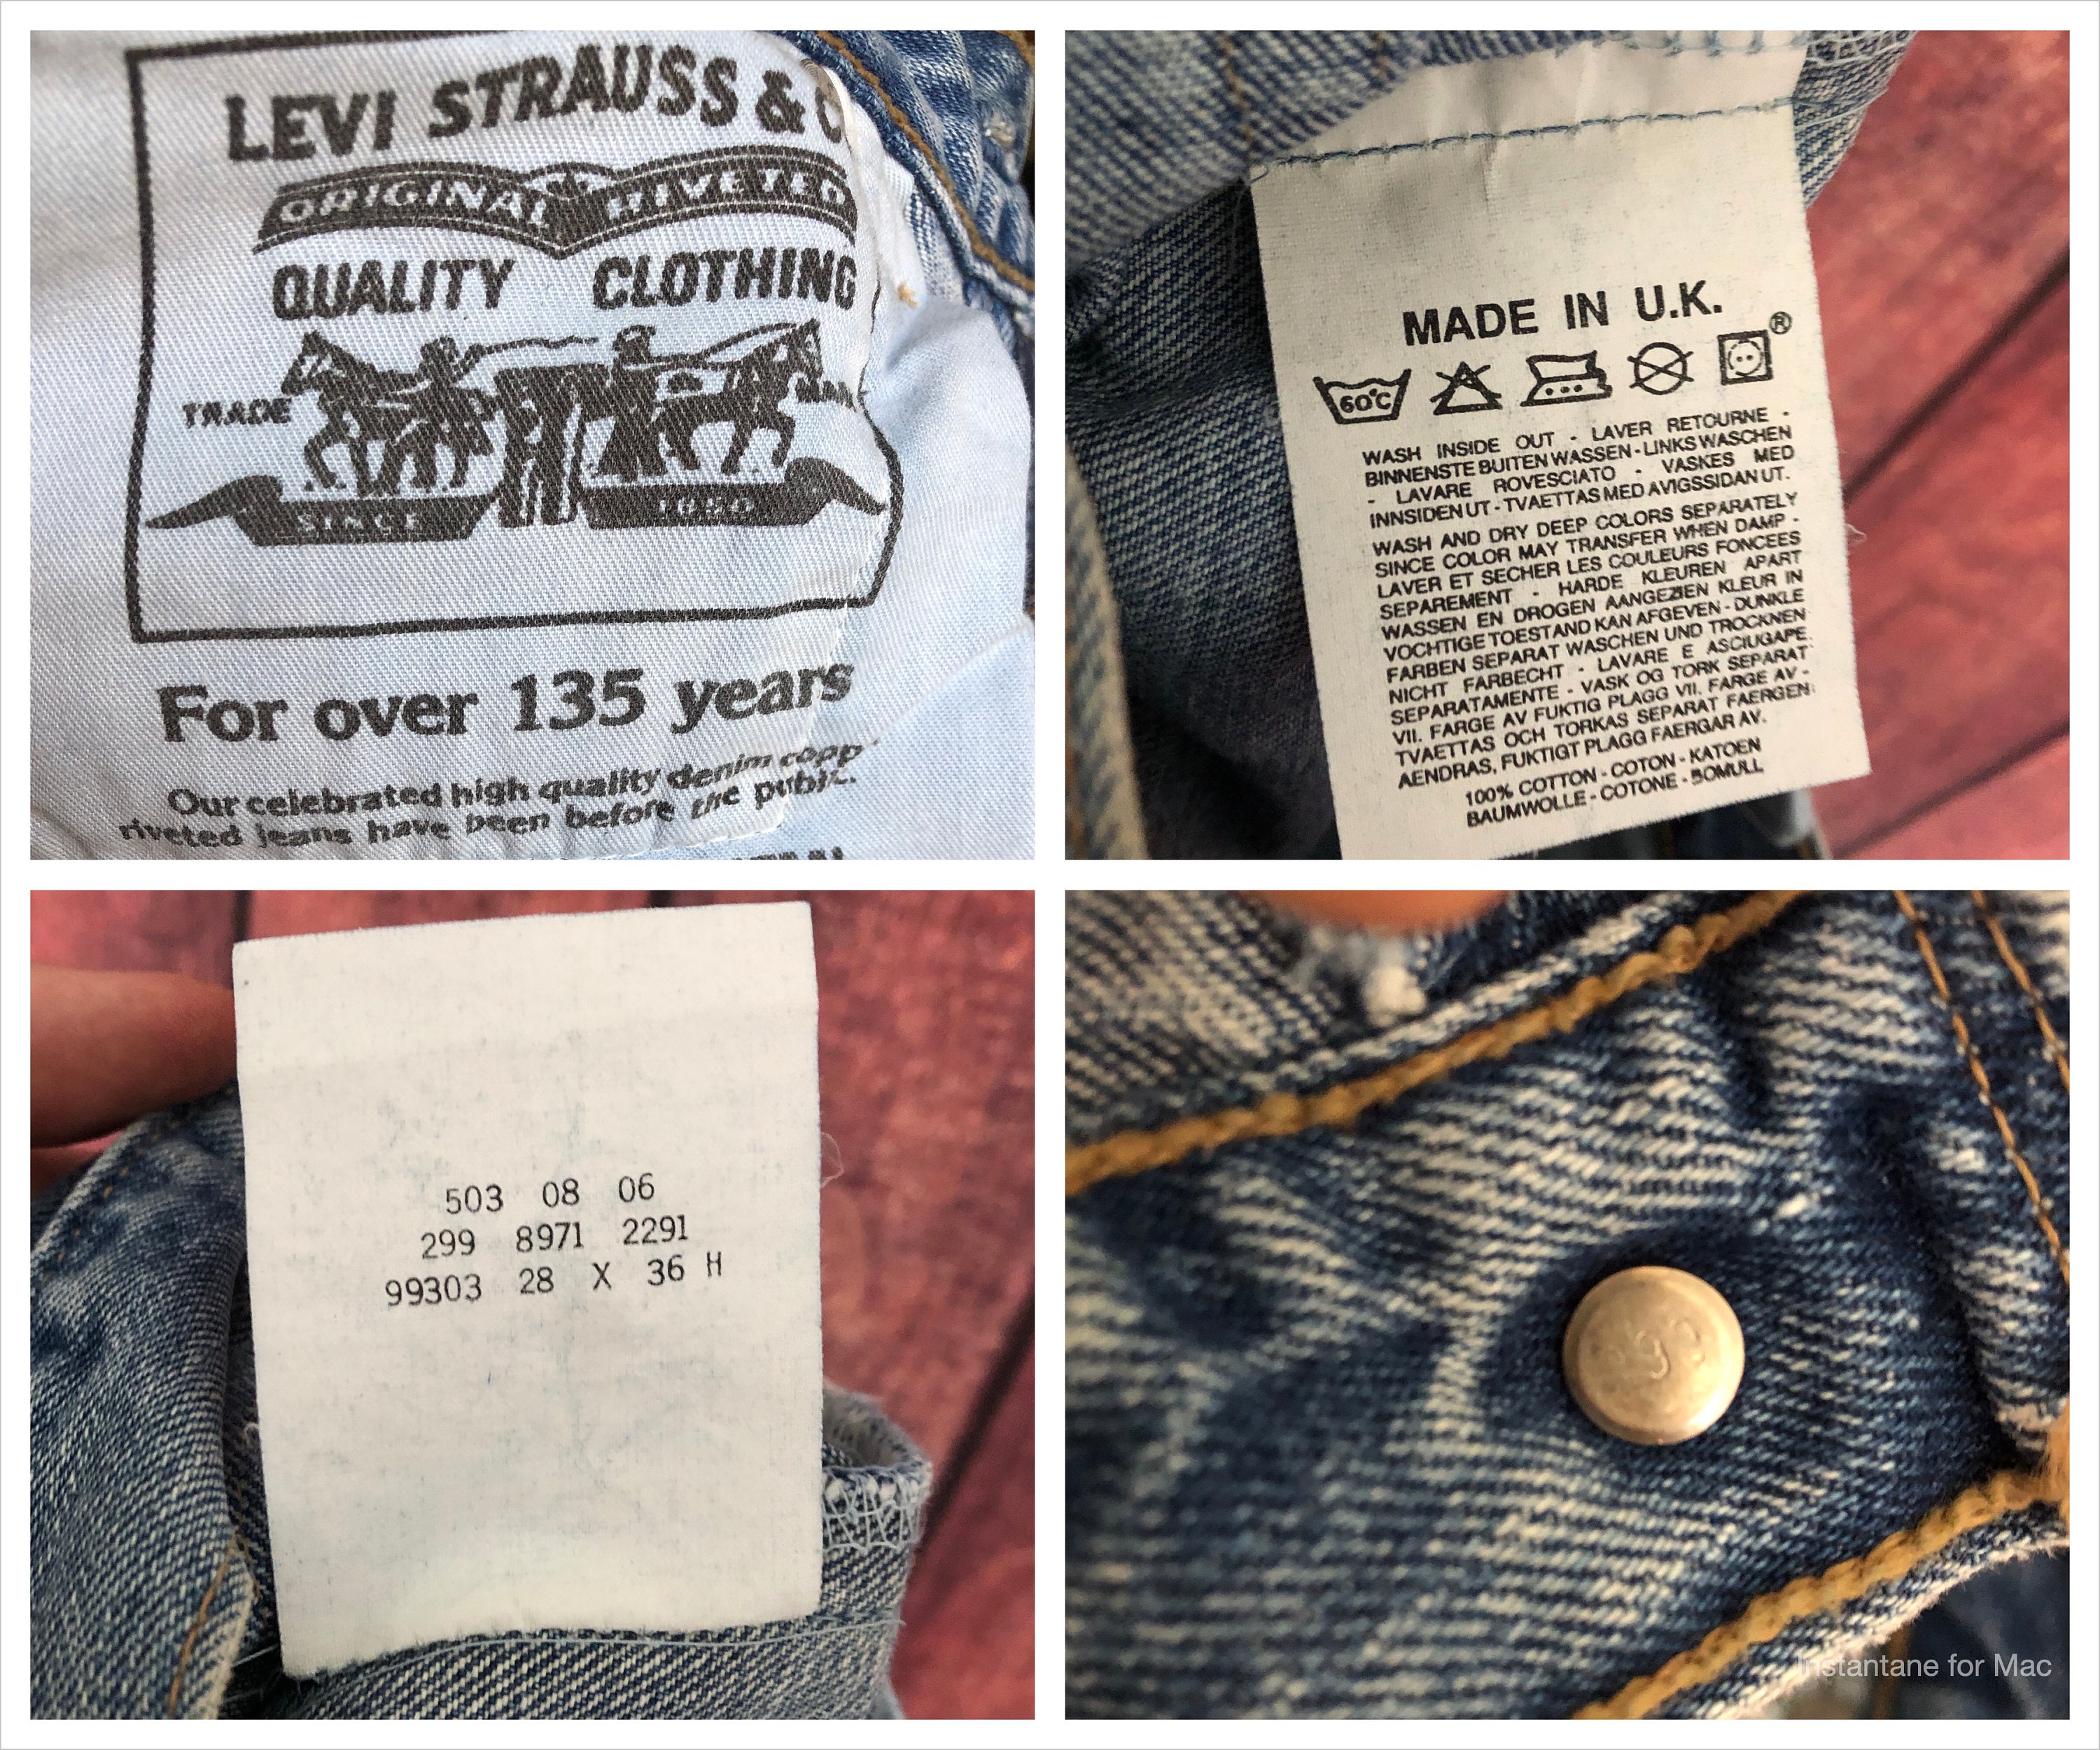 LEVI STRAUSS & C
ORIGINAL RIVETED
QUALITY CLOTHING
TRADE
SINCE 1850
For over 135 years
Our celebrated high quality denim copp
riveted jeans have been before the public.
MADE IN U.K.
60°C
®
WASH INSIDE OUT - LAVER RETOURNE -
BINNENSTE BUITEN WASSEN - LINKS WASCHEN
- LAVARE ROVESCIATO - VASKES MED
INNSIDEN UT - TVAETTAS MED AVIGSSIDAN UT.
WASH AND DRY DEEP COLORS SEPARATELY
SINCE COLOR MAY TRANSFER WHEN DAMP -
LAVER ET SECHER LES COULEURS FONCEES
SEPAREMENT - HARDE KLEUREN APART
WASSEN EN DROGEN AANGEZIEN KLEUR IN
VOCHTIGE TOESTAND KAN AFGEVEN - DUNKLE
FARBEN SEPARAT WASCHEN UND TROCKNEN
NICHT FARBECHT - LAVARE E ASCIUGAPE
SEPARATAMENTE - VASK OG TORK SEPARAT
VII. FARGE AV FUKTIG PLAGG VII. FARGE AV -
TVAETTAS OCH TORKAS SEPARAT FAERGEN
AENDRAS, FUKTIGT PLAGG FAERGAR AV.
100% COTTON - COTON - KATOEN
BAUMWOLLE - COTONE - BOMULL
503 08 06
299 8971 2291
99303 28 X 36 H
Instantane for Mac